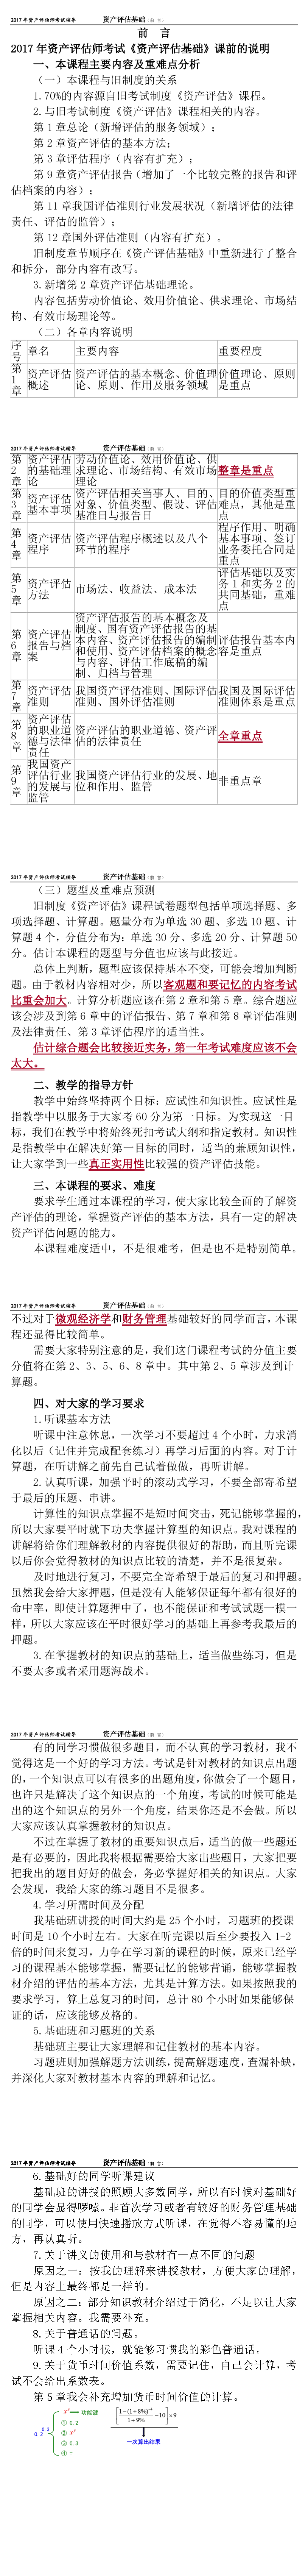 2017 年资产评估师考试辅导 资产评估基础（前 言）
前 言
2017 年资产评估师考试《资产评估基础》课前的说明
一、本课程主要内容及重难点分析
（一）本课程与旧制度的关系
1.70%的内容源自旧考试制度《资产评估》课程。
2.与旧考试制度《资产评估》课程相关的内容。
第 1 章总论（新增评估的服务领域）；
第 2 章资产评估的基本方法；
第 3 章评估程序（内容有扩充）；
第 9 章资产评估报告（增加了一个比较完整的报告和评
估档案的内容）；
第 11 章我国评估准则行业发展状况（新增评估的法律
责任、评估的监管）；
第 12 章国外评估准则（内容有扩充）。
旧制度章节顺序在《资产评估基础》中重新进行了整合
和拆分，部分内容有改写。
3.新增第 2 章资产评估基础理论。
内容包括劳动价值论、效用价值论、供求理论、市场结
构、有效市场理论等。
（二）各章内容说明
序号 章名 主要内容 重要程度
第1章 资产评估概述 资产评估的基本概念、价值理论、原则、作用及服务领域 价值理论、原则是重点
2017 年资产评估师考试辅导 资产评估基础（前 言）
第2章 资产评估的基础理论 劳动价值论、效用价值论、供求理论、市场结构、有效市场理论 整章是重点
第3章 资产评估基本事项 资产评估相关当事人、目的、对象、价值类型、假设、评估基准日与报告日 目的价值类型重难点，其他是重点
第4章 资产评估程序 资产评估程序概述以及八个环节的程序 程序作用、明确基本事项、签订业务委托合同是重点
第5章 资产评估方法 市场法、收益法、成本法 评估基础以及实务 1 和实务 2 的共同基础，重难点
第6章 资产评估报告与档案 资产评估报告的基本概念及制度、国有资产评估报告的基本内容、资产评估报告的编制和使用、资产评估档案的概念与内容、评估工作底稿的编制、归档与管理 评估报告基本内容是重点
第7章 资产评估准则 我国资产评估准则、国际评估准则、国外评估准则 我国及国际评估准则体系是重点
第8章 资产评估的职业道德与法律责任 资产评估的职业道德、资产评估的法律责任 全章重点
第9章 我国资产评估行业的发展与监管 我国资产评估行业的发展、地位和作用、监管 非重点章
2017 年资产评估师考试辅导 资产评估基础（前 言）
（三）题型及重难点预测
旧制度《资产评估》课程试卷题型包括单项选择题、多
项选择题、计算题。题量分布为单选 30 题、多选 10 题、计
算题 4 个，分值分布为：单选 30 分、多选 20 分、计算题 50
分。估计本课程的题型与分值也应该与此接近。
总体上判断，题型应该保持基本不变，可能会增加判断
题。由于教材内容相对少，所以客观题和要记忆的内容考试
比重会加大。计算分析题应该在第 2 章和第 5 章。综合题应
该会涉及到第 6 章中的评估报告、第 7 章和第 8 章评估准则
及法律责任、第 3 章评估程序的适当性。
估计综合题会比较接近实务，第一年考试难度应该不会
太大。
二、教学的指导方针
教学中始终坚持两个目标：应试性和知识性。应试性是
指教学中以服务于大家考 60 分为第一目标。为实现这一目
标，我们在教学中将始终死扣考试大纲和指定教材。知识性
是指教学中在解决好第一目标的同时，适当的兼顾知识性，
让大家学到一些真正实用性比较强的资产评估技能。
三、本课程的要求、难度
要求学生通过本课程的学习，使大家比较全面的了解资
产评估的理论，掌握资产评估的基本方法，具有一定的解决
资产评估问题的能力。
本课程难度适中，不是很难考，但是也不是特别简单。
2017 年资产评估师考试辅导 资产评估基础（前 言）
不过对于微观经济学和财务管理基础较好的同学而言，本课
程还显得比较简单。
需要大家特别注意的是，我们这门课程考试的分值主要
分值将在第 2、3、5、6、8 章中。其中第 2、5 章涉及到计
算题。
四、对大家的学习要求
1.听课基本方法
听课中注意休息，一次学习不要超过 4 个小时，力求消
化以后（记住并完成配套练习）再学习后面的内容。对于计
算题，在听讲解之前先自己试着做做，再听讲解。
2.认真听课，加强平时的滚动式学习，不要全部寄希望
于最后的压题、串讲。
计算性的知识点掌握不是短时间突击，死记能够掌握的，
所以大家要平时就下功夫掌握计算型的知识点。我对课程的
讲解将给你们理解教材的内容提供很好的帮助，而且听完课
以后你会觉得教材的知识点比较的清楚，并不是很复杂。
及时地进行复习，不要完全寄希望于最后的复习和押题。
虽然我会给大家押题，但是没有人能够保证每年都有很好的
命中率，即使计算题押中了，也不能保证和考试试题一模一
样，所以大家应该在平时很好学习的基础上再参考我最后的
押题。
3.在掌握教材的知识点的基础上，适当做些练习，但是
不要太多或者采用题海战术。
2017 年资产评估师考试辅导 资产评估基础（前 言）
有的同学习惯做很多题目，而不认真的学习教材，我不
觉得这是一个好的学习方法。考试是针对教材的知识点出题
的，一个知识点可以有很多的出题角度，你做会了一个题目，
也许只是解决了这个知识点的一个角度，考试的时候可能是
出的这个知识点的另外一个角度，结果你还是不会做。所以
大家应该认真掌握教材的知识点。
不过在掌握了教材的重要知识点后，适当的做一些题还
是有必要的，因此我将根据需要给大家出些题目，大家把要
把我出的题目好好的做会，务必掌握好相关的知识点。大家
会发现，我给大家的练习题目不是很多。
4.学习所需时间及分配
我基础班讲授的时间大约是 25 个小时，习题班的授课
时间是 10 个小时左右。大家在听完课以后至少要投入 1-2
倍的时间来复习，力争在学习新的课程的时候，原来已经学
习的课程基本能够掌握，需要记忆的能够背诵，能够掌握教
材介绍的评估的基本方法，尤其是计算方法。如果按照我的
要求学习，算上总复习的时间，总计 80 个小时如果能够保
证的话，应该能够及格的。
5.基础班和习题班的关系
基础班主要让大家理解和记住教材的基本内容。
习题班则加强解题方法训练，提高解题速度，查漏补缺，
并深化大家对教材基本内容的理解和记忆。
2017 年资产评估师考试辅导 资产评估基础（前 言）
6.基础好的同学听课建议
基础班的讲授的照顾大多数同学，所以有时候对基础好
的同学会显得啰嗦。非首次学习或者有较好的财务管理基础
的同学，可以使用快速播放方式听课，在觉得不容易懂的地
方，再认真听。
7.关于讲义的使用和与教材有一点不同的问题
原因之一：按我的理解来讲授教材，方便大家的理解，
但是内容上最终都是一样的。
原因之二：部分知识教材介绍过于简化，不足以让大家
掌握相关内容。我需要补充。
8.关于普通话的问题。
听课 4 个小时候，就能够习惯我的彩色普通话。
9.关于货币时间价值系数，需要记住，自己会计算，考
试不会给出系数表。
第 5 章我会补充增加货币时间价值的计算。
0.2^0.3
x^y→功能键
① 0.2
② x^y
③ 0.3
④ =
[1-(1+8%)^-4/1+9%-10]×9
一次算出结果